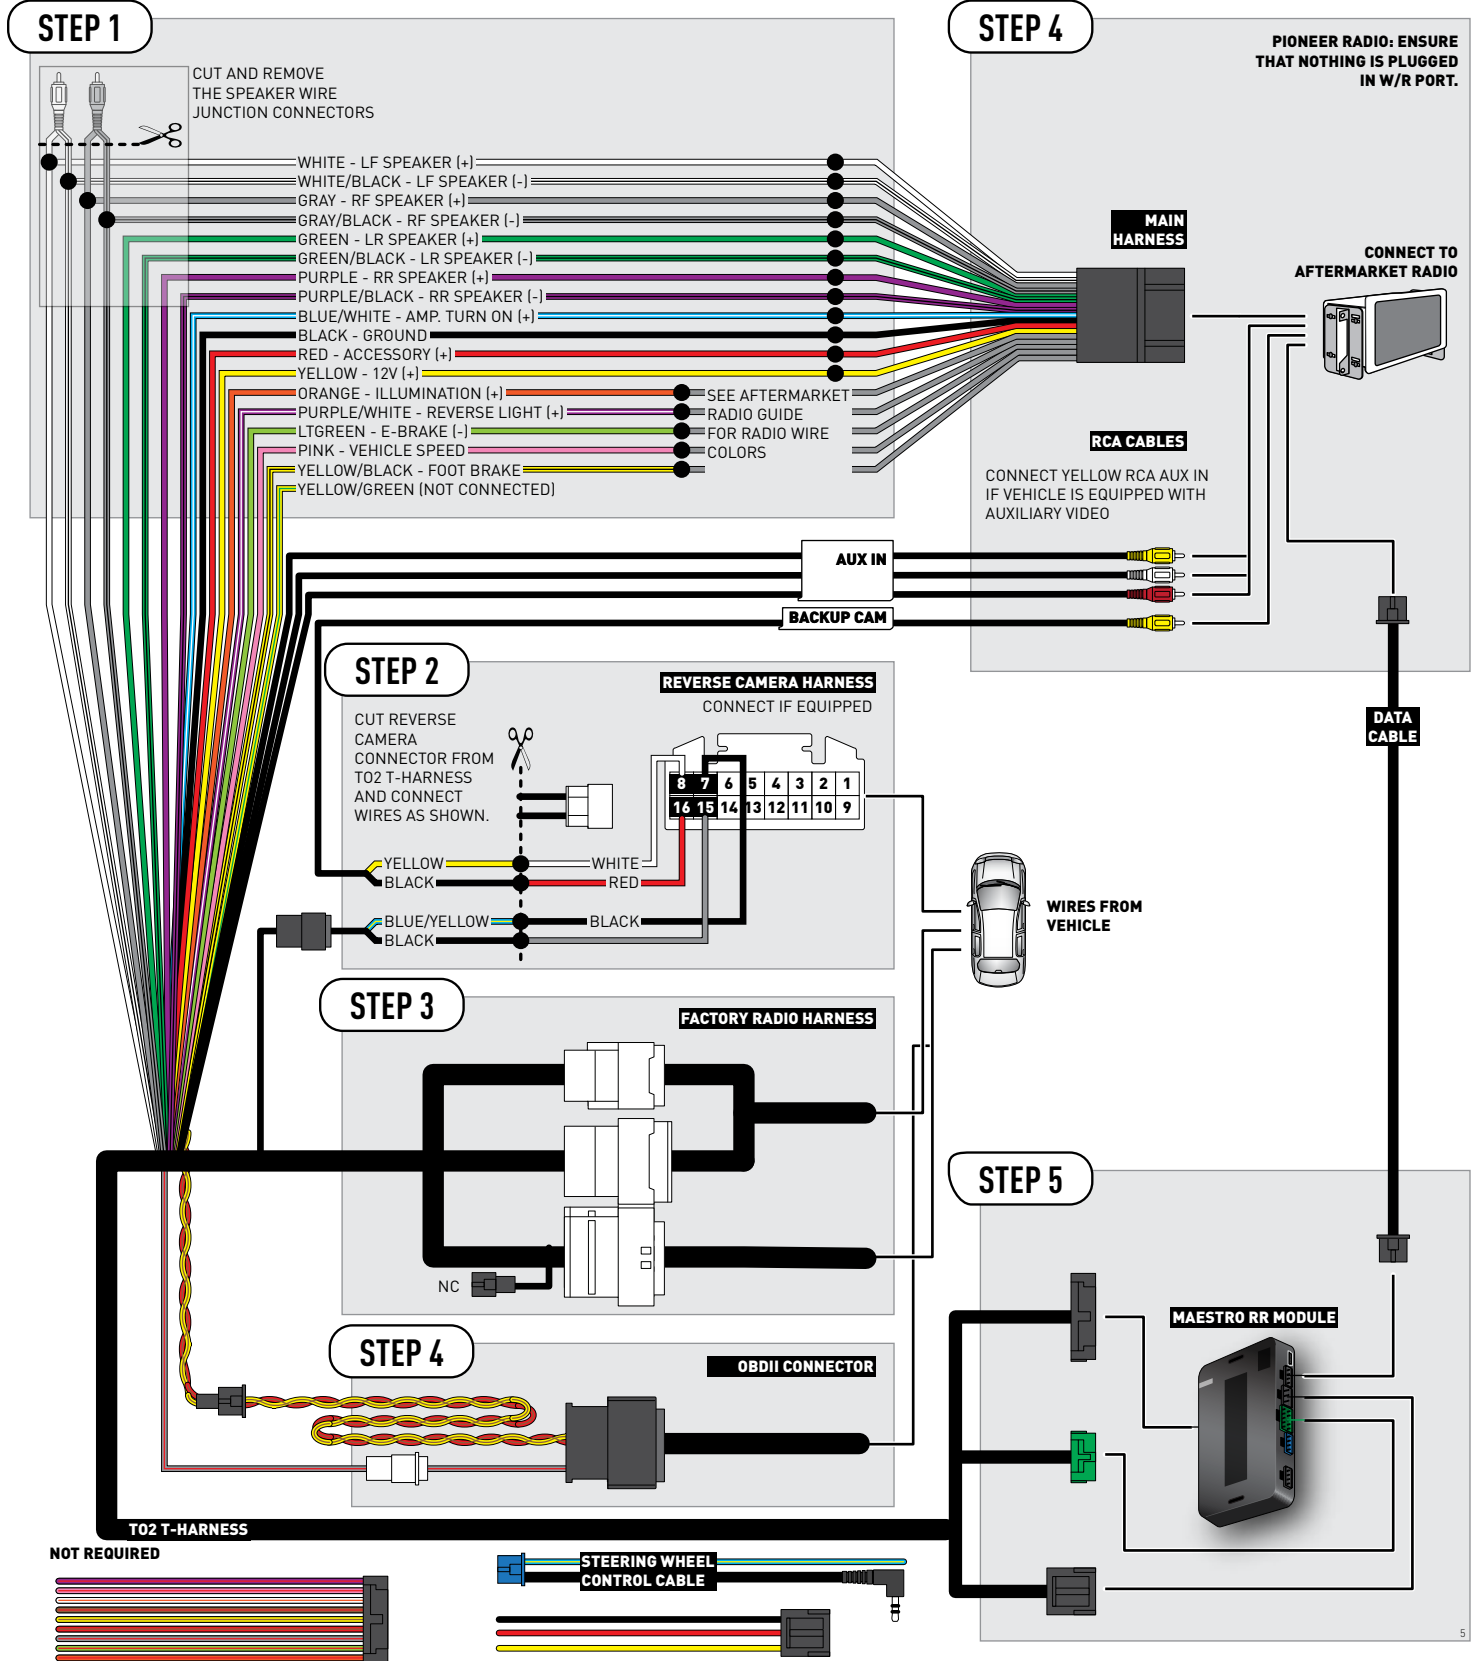 STEP 1
CUT AND REMOVE
THE SPEAKER WIRE
JUNCTION CONNECTORS
WHITE - LF SPEAKER (+)
WHITE/BLACK - LF SPEAKER (-)
GRAY - RF SPEAKER (+)
GRAY/BLACK - RF SPEAKER (-)
GREEN - LR SPEAKER (+)
GREEN/BLACK - LR SPEAKER (-)
PURPLE - RR SPEAKER (+)
PURPLE/BLACK - RR SPEAKER (-)
BLUE/WHITE - AMP. TURN ON (+)
BLACK - GROUND
RED - ACCESSORY (+)
YELLOW - 12V (+)
ORANGE - ILLUMINATION (+)
PURPLE/WHITE - REVERSE LIGHT (+)
LTGREEN - E-BRAKE (-)
PINK - VEHICLE SPEED
YELLOW/BLACK - FOOT BRAKE
YELLOW/GREEN (NOT CONNECTED)
SEE AFTERMARKET
RADIO GUIDE
FOR RADIO WIRE
COLORS
STEP 4
PIONEER RADIO: ENSURE
THAT NOTHING IS PLUGGED
IN W/R PORT.
MAIN
HARNESS
CONNECT TO
AFTERMARKET RADIO
RCA CABLES
CONNECT YELLOW RCA AUX IN
IF VEHICLE IS EQUIPPED WITH
AUXILIARY VIDEO
AUX IN
BACKUP CAM
DATA
CABLE
STEP 2
REVERSE CAMERA HARNESS
CONNECT IF EQUIPPED
CUT REVERSE
CAMERA
CONNECTOR FROM
TO2 T-HARNESS
AND CONNECT
WIRES AS SHOWN.
8 7 6 5 4 3 2 1
16 15 14 13 12 11 10 9
YELLOW
WHITE
BLACK
RED
BLUE/YELLOW
BLACK
BLACK
WIRES FROM
VEHICLE
STEP 3
FACTORY RADIO HARNESS
NC
STEP 4
OBDII CONNECTOR
STEP 5
MAESTRO RR MODULE
TO2 T-HARNESS
NOT REQUIRED
STEERING WHEEL
CONTROL CABLE
5